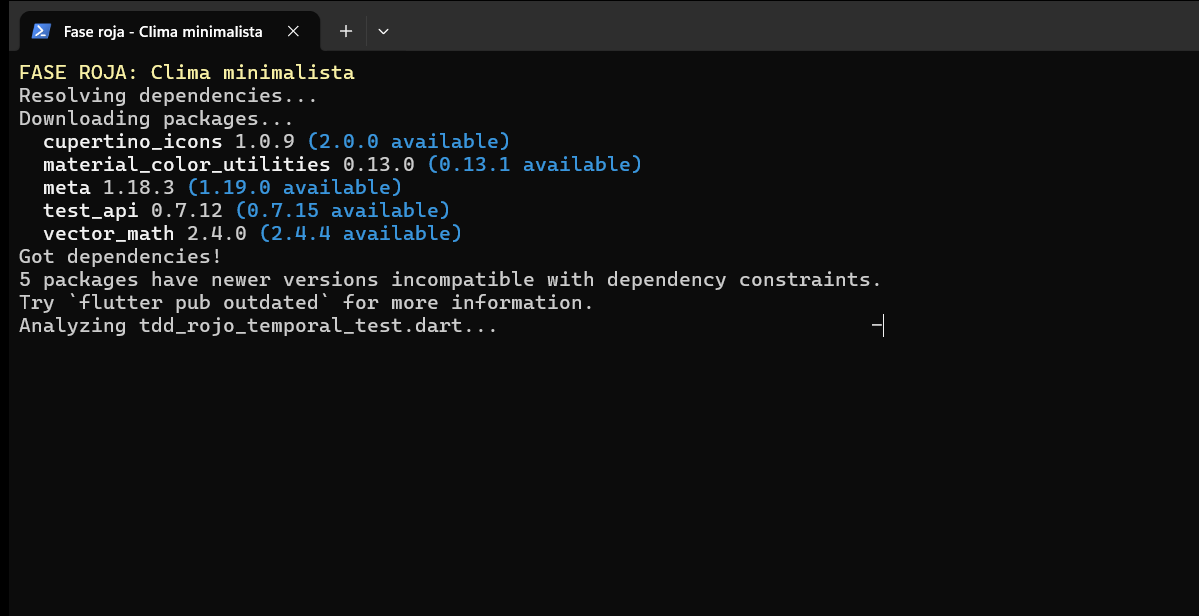 Fase roja - Clima minimalista
FASE ROJA: Clima minimalista
Resolving dependencies...
Downloading packages...
  cupertino_icons 1.0.9 (2.0.0 available)
  material_color_utilities 0.13.0 (0.13.1 available)
  meta 1.18.3 (1.19.0 available)
  test_api 0.7.12 (0.7.15 available)
  vector_math 2.4.0 (2.4.4 available)
Got dependencies!
5 packages have newer versions incompatible with dependency constraints.
Try `flutter pub outdated` for more information.
Analyzing tdd_rojo_temporal_test.dart...                               -